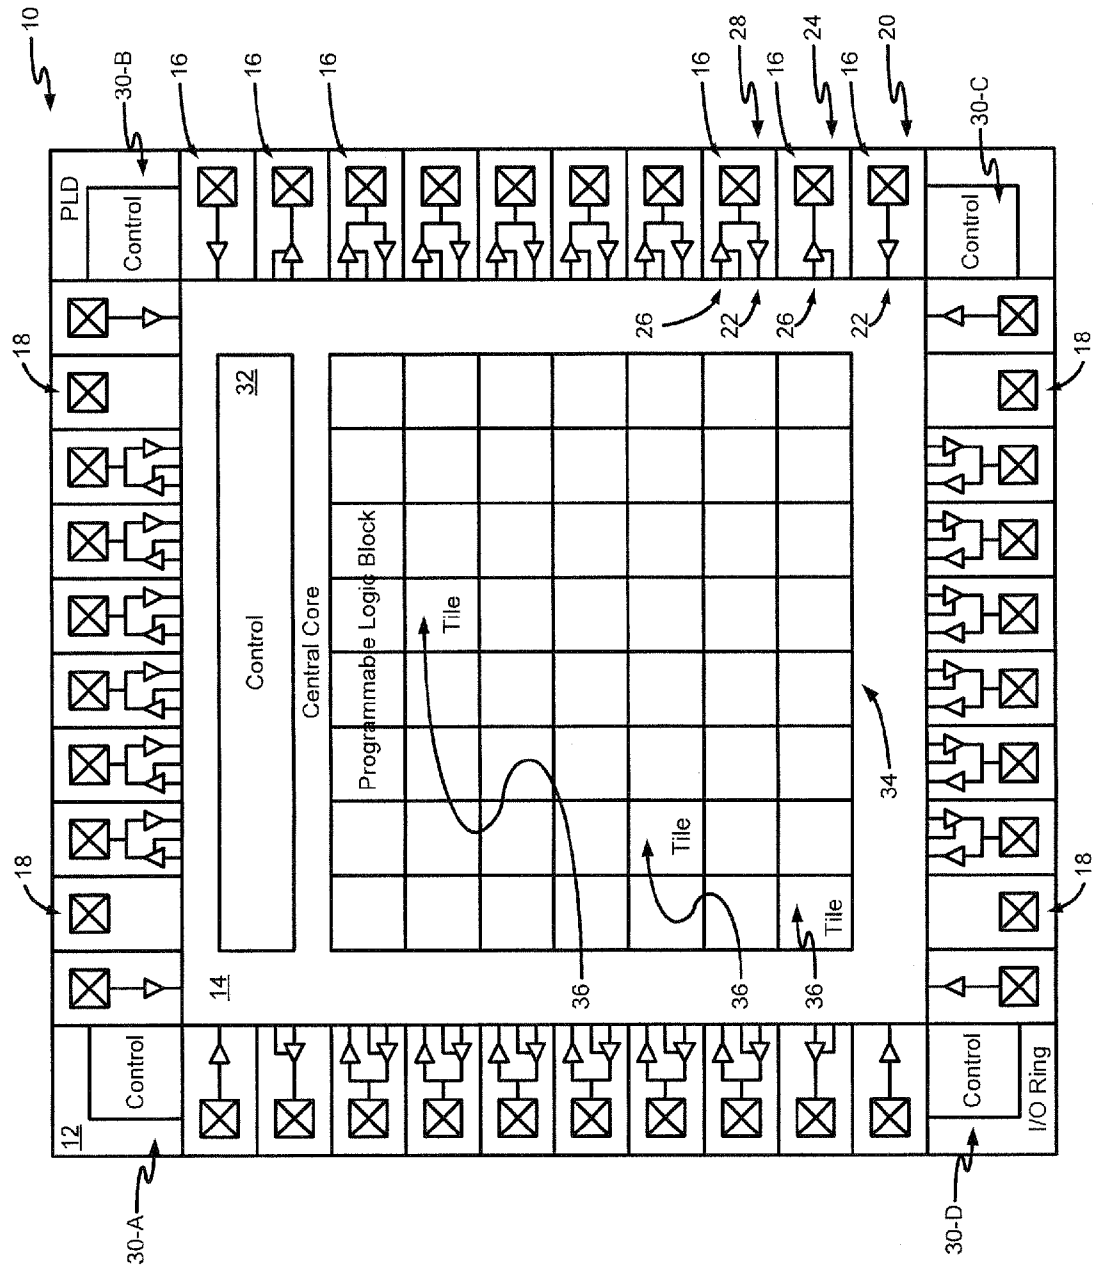 18 18
10
12 PLD
30-A Control Control 30-B
16
14
32
Control 16
Central Core
16
Programmable Logic Block
Tile
36
26
Tile
16
22
36 28
26 16
36 24
Tile
16
22
34 20
30-D Control Control 30-C
I/O Ring
18 18